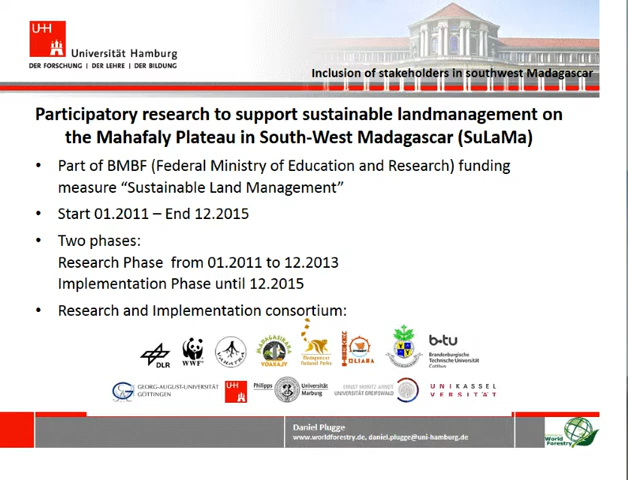 UHH
Universität Hamburg
DER FORSCHUNG | DER LEHRE | DER BILDUNG
Inclusion of stakeholders in southwest Madagascar
Participatory research to support sustainable landmanagement on
the Mahafaly Plateau in South-West Madagascar (SuLaMa)
• Part of BMBF (Federal Ministry of Education and Research) funding
measure “Sustainable Land Management”
• Start 01.2011 – End 12.2015
• Two phases:
Research Phase from 01.2011 to 12.2013
Implementation Phase until 12.2015
• Research and Implementation consortium:
DLR
WWF
MADAGASIKARA
VOAKAJY
Madagascar
National Parks
TOLIARA
b-tu
Brandenburgische
Technische Universität
Cottbus
GEORG-AUGUST-UNIVERSITÄT
GÖTTINGEN
UHH
Philipps
Universität
Marburg
ERNST MORITZ ARNDT
UNIVERSITÄT GREIFSWALD
UNIKASSEL
VERSITÄT
Daniel Plugge
www.worldforestry.de, daniel.plugge@uni-hamburg.de
World
Forestry